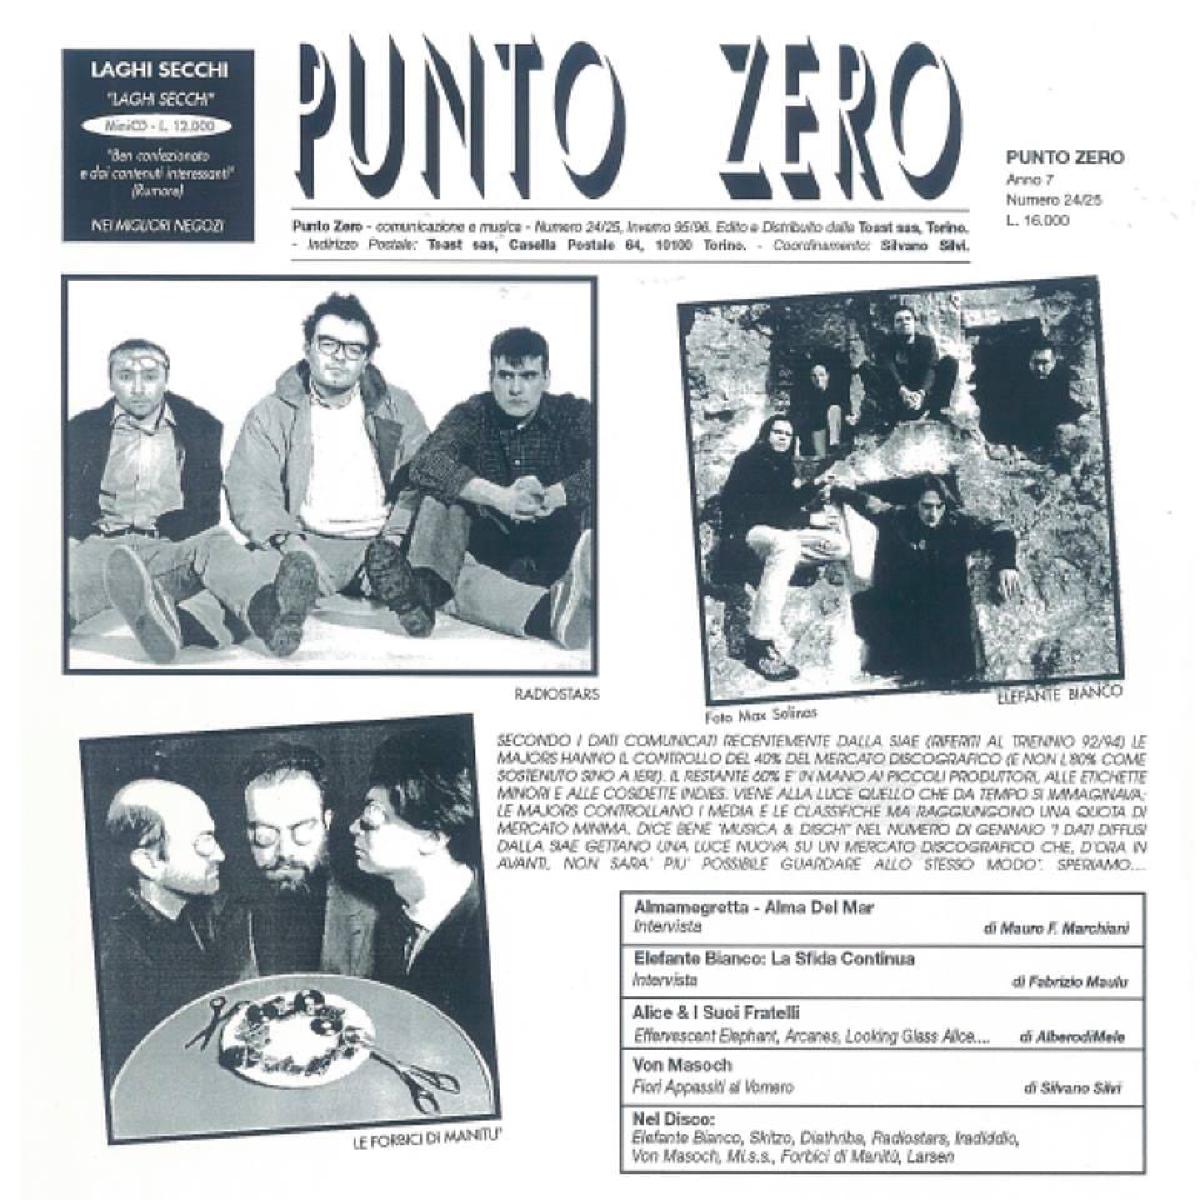 LAGHI SECCHI
"LAGHI SECCHI"
MiniCD - L. 12.000
"Ben confezionato
e dai contenuti interessanti"
(Rumore)
NEI MIGLIORI NEGOZI
PUNTO ZERO
PUNTO ZERO
Anno 7
Numero 24/25
L. 16.000
Punto Zero - comunicazione e musica - Numero 24/25, Inverno 95/96. Edito e Distribuito dalla Toast sas, Torino.
- Indirizzo Postale: Toast sas, Casella Postale 64, 10100 Torino. - Coordinamento: Silvano Silvi.
RADIOSTARS
Foto Max Solinas
ELEFANTE BIANCO
LE FORBICI DI MANITU'
SECONDO I DATI COMUNICATI RECENTEMENTE DALLA SIAE (RIFERITI AL TRIENNIO 92/94) LE
MAJORS HANNO IL CONTROLLO DEL 40% DEL MERCATO DISCOGRAFICO (E NON L'80% COME
SOSTENUTO SINO A IERI). IL RESTANTE 60% E' IN MANO AI PICCOLI PRODUTTORI, ALLE ETICHETTE
MINORI E ALLE COSIDETTE INDIES. VIENE ALLA LUCE QUELLO CHE DA TEMPO SI IMMAGINAVA:
LE MAJORS CONTROLLANO I MEDIA E LE CLASSIFICHE MA RAGGIUNGONO UNA QUOTA DI
MERCATO MINIMA. DICE BENE "MUSICA & DISCHI" NEL NUMERO DI GENNAIO "I DATI DIFFUSI
DALLA SIAE GETTANO UNA LUCE NUOVA SU UN MERCATO DISCOGRAFICO CHE, D'ORA IN
AVANTI, NON SARA' PIU' POSSIBILE GUARDARE ALLO STESSO MODO". SPERIAMO....
Almamegretta - Alma Del Mar
Intervista di Mauro F. Marchiani
Elefante Bianco: La Sfida Continua
Intervista di Fabrizio Maulu
Alice & I Suoi Fratelli
Effervescent Elephant, Arcanes, Looking Glass Alice.... di AlberodiMele
Von Masoch
Fiori Appassiti al Vomero di Silvano Silvi
Nel Disco:
Elefante Bianco, Skitzo, Diathriba, Radiostars, Iradiddio,
Von Masoch, Mi.s.s., Forbici di Manitù, Larsen